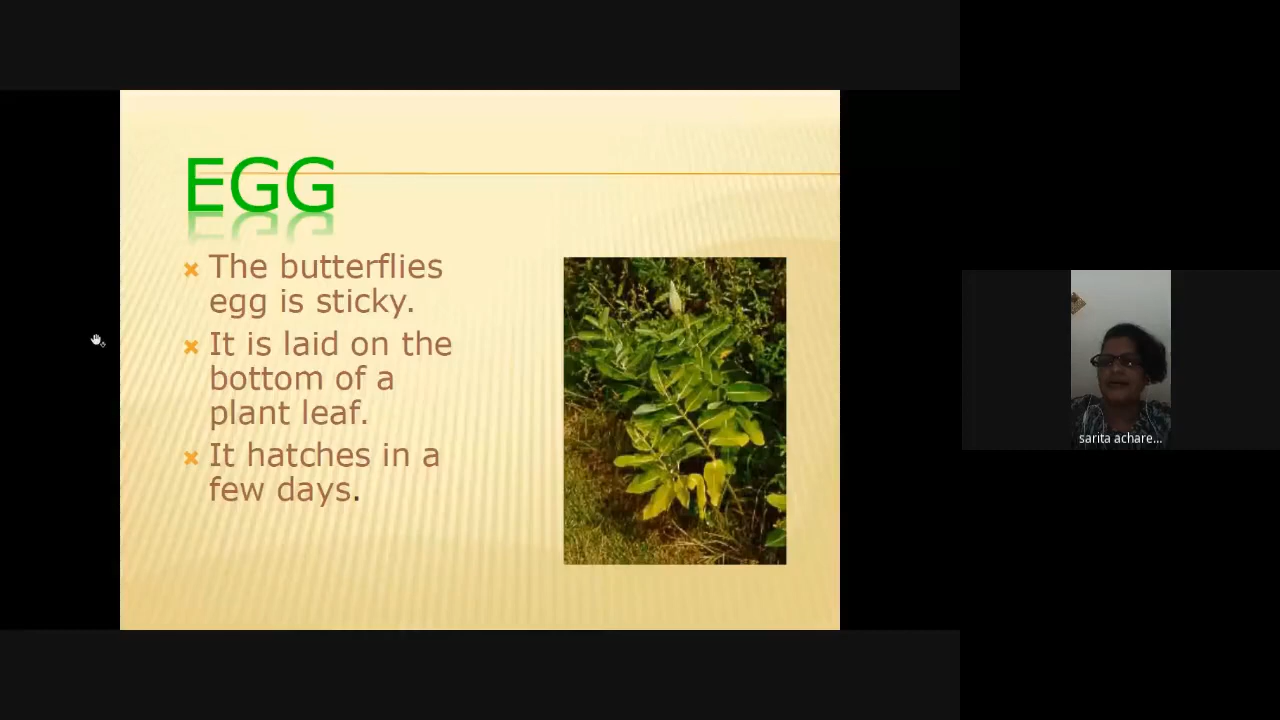 EGG
The butterflies
egg is sticky.
It is laid on the
bottom of a
plant leaf.
It hatches in a
few days.
sarita achare...